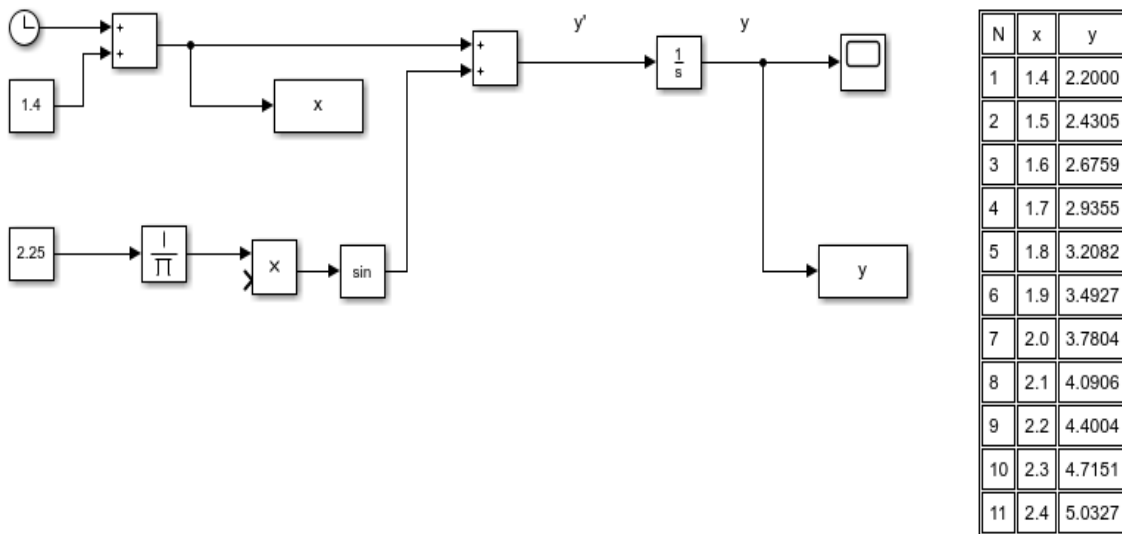 y'
y
+
+
+
+
1
s
1.4
x
2.25
1
∏
X
sin
y
N x y
1 1.4 2.2000
2 1.5 2.4305
3 1.6 2.6759
4 1.7 2.9355
5 1.8 3.2082
6 1.9 3.4927
7 2.0 3.7804
8 2.1 4.0906
9 2.2 4.4004
10 2.3 4.7151
11 2.4 5.0327